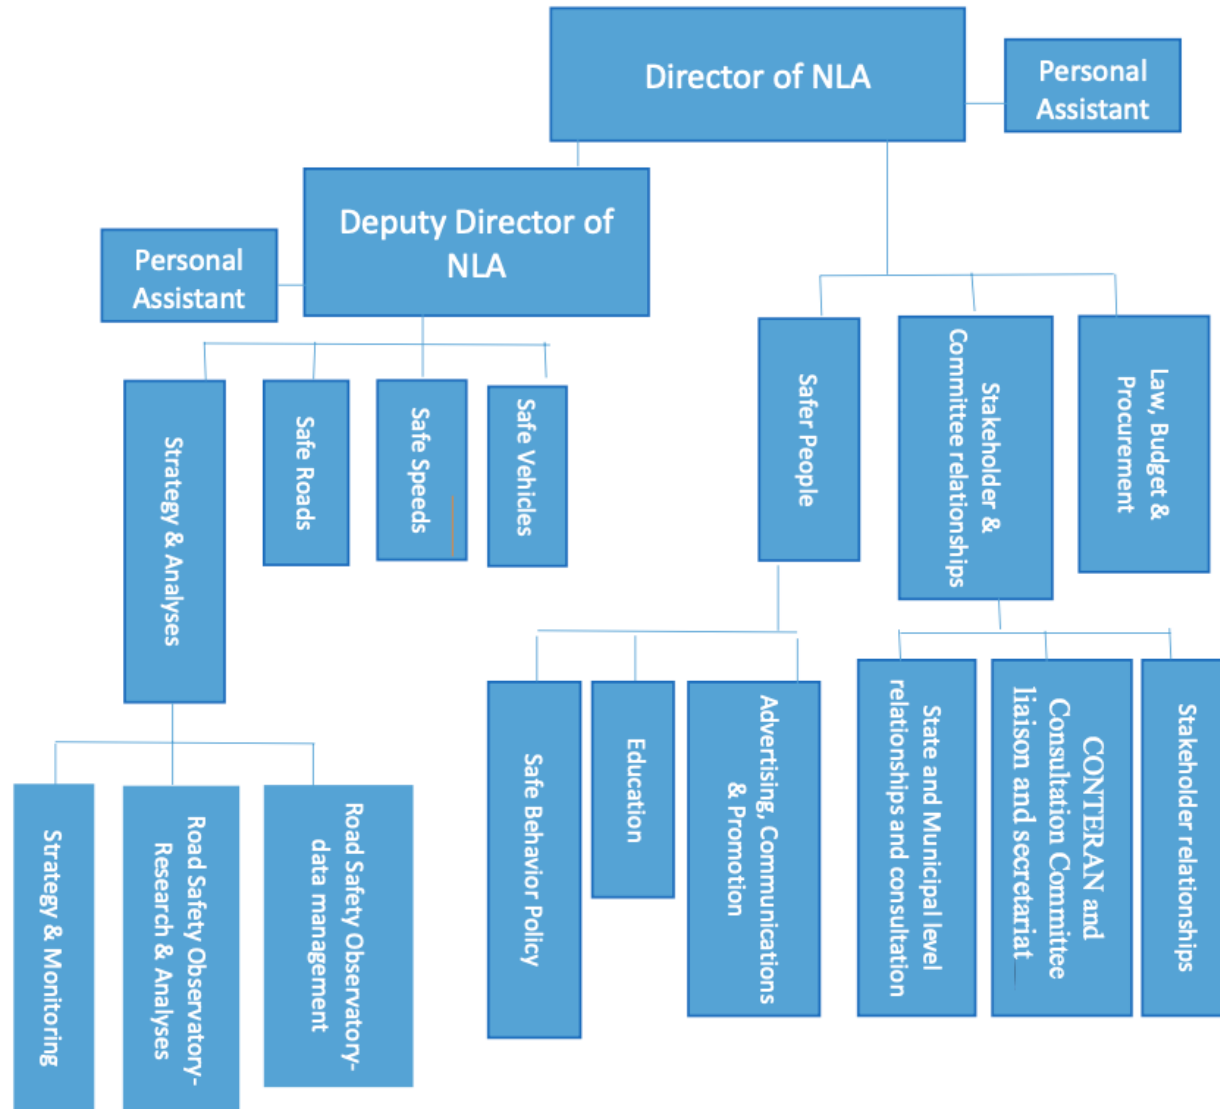 Director of NLA
Personal
Assistant
Deputy Director of
NLA
Personal
Assistant
Strategy & Analyses
Safe Roads
Safe Speeds
Safe Vehicles
Safer People
Stakeholder &
Committee relationships
Law, Budget &
Procurement
Strategy & Monitoring
Road Safety Observatory-
Research & Analyses
Road Safety Observatory-
data management
Safe Behavior Policy
Education
Advertising, Communications
& Promotion
State and Municipal level
relationships and consultation
CONTERAN and
Consultation Committee
liaison and secretariat
Stakeholder relationships